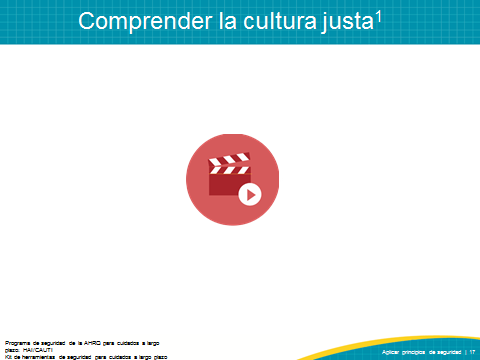 Comprender la cultura justa1
Programa de seguridad de la AHRQ para cuidados a largo
plazo: HAI/CAUTI
Kit de herramientas de seguridad para cuidados a largo plazo
Aplicar principios de seguridad | 17